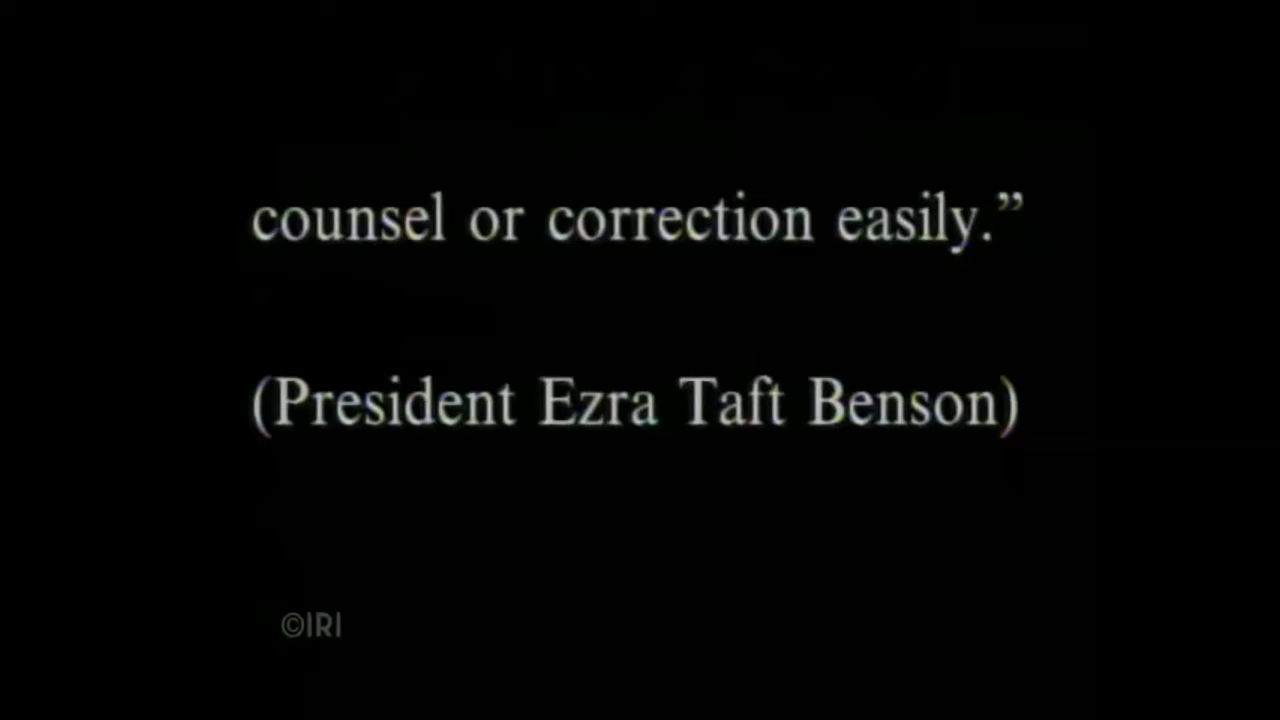 counsel or correction easily.”
(President Ezra Taft Benson)
©IRI